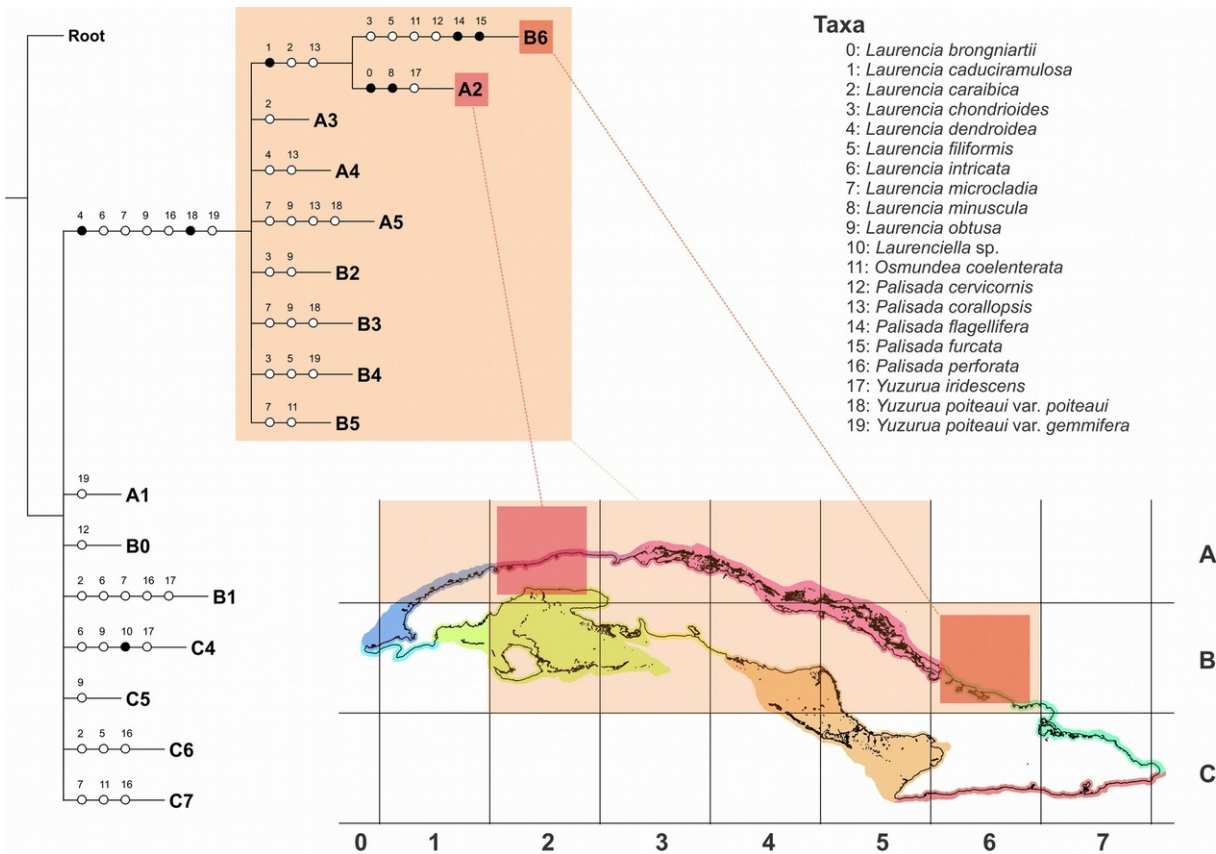 Root
3 5 11 12 14 15
B6
1 2 13
0 8 17
A2
2
A3
4 13
A4
7 9 13 18
A5
4 6 7 9 16 18 19
3 9
B2
7 9 18
B3
3 5 19
B4
7 11
B5
19
A1
12
B0
2 6 7 16 17
B1
6 9 10 17
C4
9
C5
2 5 16
C6
7 11 16
C7
Taxa
0: Laurencia brongniartii
1: Laurencia caduciramulosa
2: Laurencia caraibica
3: Laurencia chondrioides
4: Laurencia dendroidea
5: Laurencia filiformis
6: Laurencia intricata
7: Laurencia microcladia
8: Laurencia minuscula
9: Laurencia obtusa
10: Laurenciella sp.
11: Osmundea coelenterata
12: Palisada cervicornis
13: Palisada corallopsis
14: Palisada flagellifera
15: Palisada furcata
16: Palisada perforata
17: Yuzurua iridescens
18: Yuzurua poiteaui var. poiteaui
19: Yuzurua poiteaui var. gemmifera
A
B
C
0 1 2 3 4 5 6 7